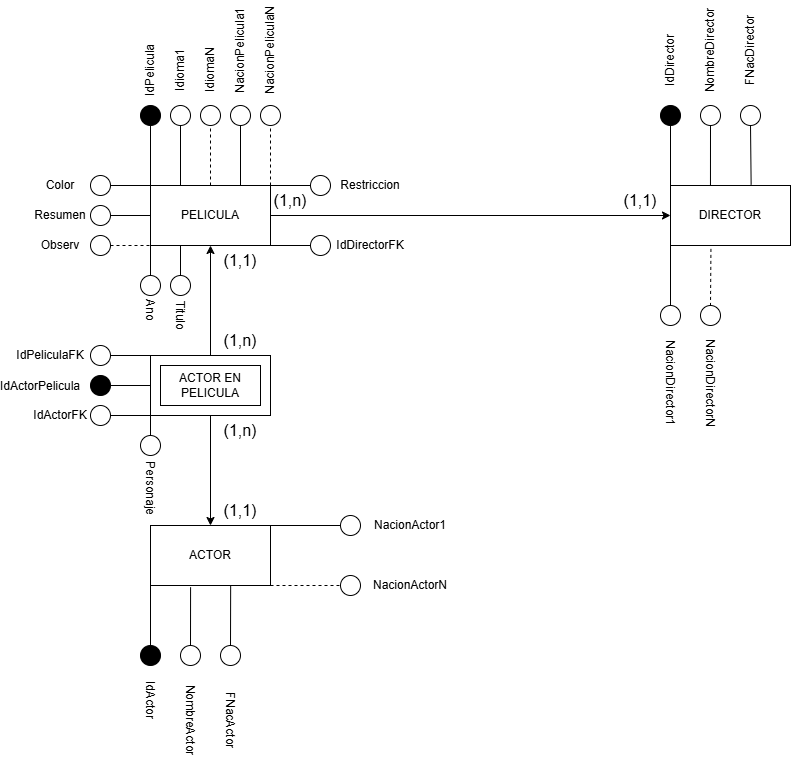 IdPelicula
Idioma1
IdiomaN
NacionPelicula1
NacionPeliculaN
IdDirector
NombreDirector
FNacDirector
Color
Restriccion
Resumen
PELICULA
(1,n)
(1,1)
DIRECTOR
Observ
(1,1)
IdDirectorFK
Ano
Titulo
NacionDirector1
NacionDirectorN
(1,n)
IdPeliculaFK
IdActorPelicula
ACTOR EN
PELICULA
IdActorFK
(1,n)
Personaje
(1,1)
NacionActor1
ACTOR
NacionActorN
IdActor
NombreActor
FNacActor